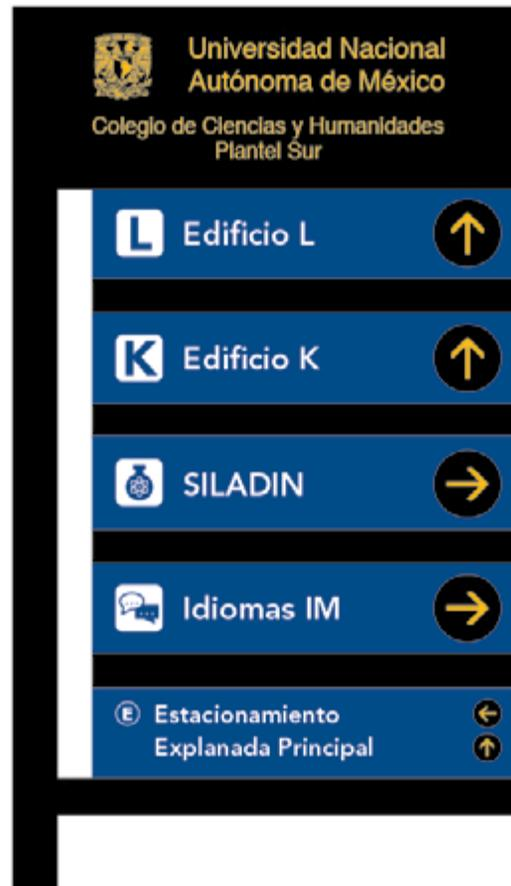 Universidad Nacional
Autónoma de México
Colegio de Ciencias y Humanidades
Plantel Sur
L Edificio L
K Edificio K
SILADIN
Idiomas IM
E Estacionamiento
Explanada Principal